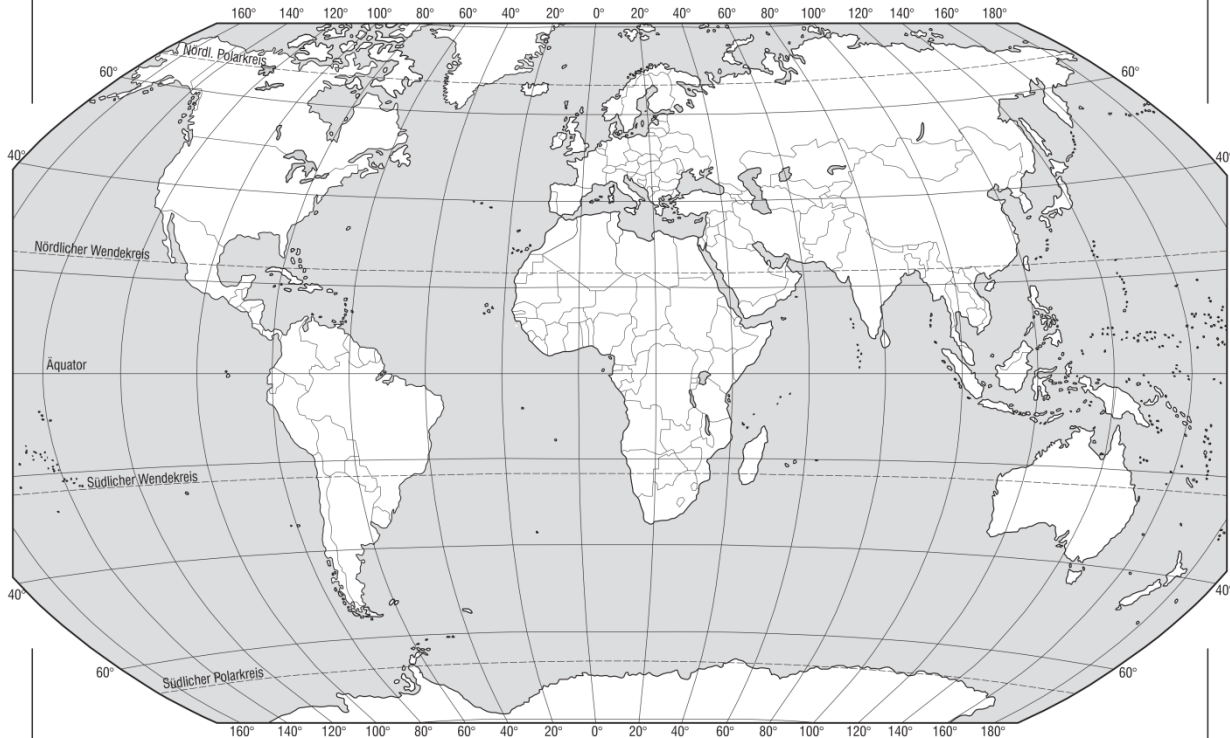 160° 140° 120° 100° 80° 60° 40° 20° 0° 20° 40° 60° 80° 100° 120° 140° 160° 180°
Nördl. Polarkreis
60° 60°
40° 40°
Nördlicher Wendekreis
Äquator
Südlicher Wendekreis
40° 40°
60° 60°
Südlicher Polarkreis
160° 140° 120° 100° 80° 60° 40° 20° 0° 20° 40° 60° 80° 100° 120° 140° 160° 180°